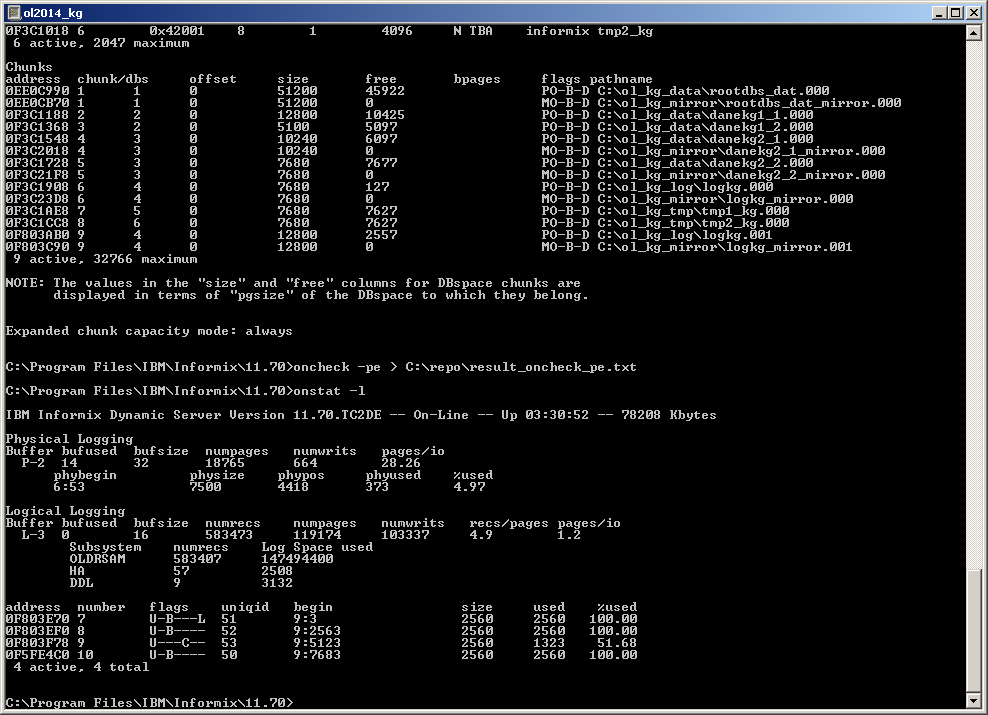 ol2014_kg
0F3C1018 6 0x42001 8 1 4096 N TBA informix tmp2_kg
6 active, 2047 maximum
Chunks
address chunk/dbs offset size free bpages flags pathname
0EE0C990 1 1 0 51200 45922 PO-B-D C:\ol_kg_data\rootdbs_dat.000
0EE0CB70 1 1 0 51200 0 MO-B-D C:\ol_kg_mirror\rootdbs_dat_mirror.000
0F3C1188 2 2 0 12800 10425 PO-B-D C:\ol_kg_data\danekg1_1.000
0F3C1368 3 2 0 5100 5097 PO-B-D C:\ol_kg_data\danekg1_2.000
0F3C1548 4 3 0 10240 6097 PO-B-D C:\ol_kg_data\danekg2_1.000
0F3C2018 4 3 0 10240 0 MO-B-D C:\ol_kg_mirror\danekg2_1_mirror.000
0F3C1728 5 3 0 7680 7677 PO-B-D C:\ol_kg_data\danekg2_2.000
0F3C21F8 5 3 0 7680 0 MO-B-D C:\ol_kg_mirror\danekg2_2_mirror.000
0F3C1908 6 4 0 7680 127 PO-B-D C:\ol_kg_log\logkg.000
0F3C23D8 6 4 0 7680 0 MO-B-D C:\ol_kg_mirror\logkg_mirror.000
0F3C1AE8 7 5 0 7680 7627 PO-B-D C:\ol_kg_tmp\tmp1_kg.000
0F3C1CC8 8 6 0 7680 7627 PO-B-D C:\ol_kg_tmp\tmp2_kg.000
0F803AB0 9 4 0 12800 2557 PO-B-D C:\ol_kg_log\logkg.001
0F803C90 9 4 0 12800 0 MO-B-D C:\ol_kg_mirror\logkg_mirror.001
9 active, 32766 maximum
NOTE: The values in the "size" and "free" columns for DBspace chunks are
displayed in terms of "pgsize" of the DBspace to which they belong.
Expanded chunk capacity mode: always
C:\Program Files\IBM\Informix\11.70>oncheck -pe > C:\repo\result_oncheck_pe.txt
C:\Program Files\IBM\Informix\11.70>onstat -l
IBM Informix Dynamic Server Version 11.70.TC2DE -- On-Line -- Up 03:30:52 -- 78208 Kbytes
Physical Logging
Buffer bufused bufsize numpages numwrits pages/io
P-2 14 32 18765 664 28.26
phybegin physize phypos phyused %used
6:53 7500 4418 373 4.97
Logical Logging
Buffer bufused bufsize numrecs numpages numwrits recs/pages pages/io
L-3 0 16 583473 119174 103337 4.9 1.2
Subsystem numrecs Log Space used
OLDRSAM 583407 147494400
HA 57 2508
DDL 9 3132
address number flags uniqid begin size used %used
0F803E70 7 U-B---L 51 9:3 2560 2560 100.00
0F803EF0 8 U-B---- 52 9:2563 2560 2560 100.00
0F803F78 9 U---C-- 53 9:5123 2560 1323 51.68
0F5FE4C0 10 U-B---- 50 9:7683 2560 2560 100.00
4 active, 4 total
C:\Program Files\IBM\Informix\11.70>